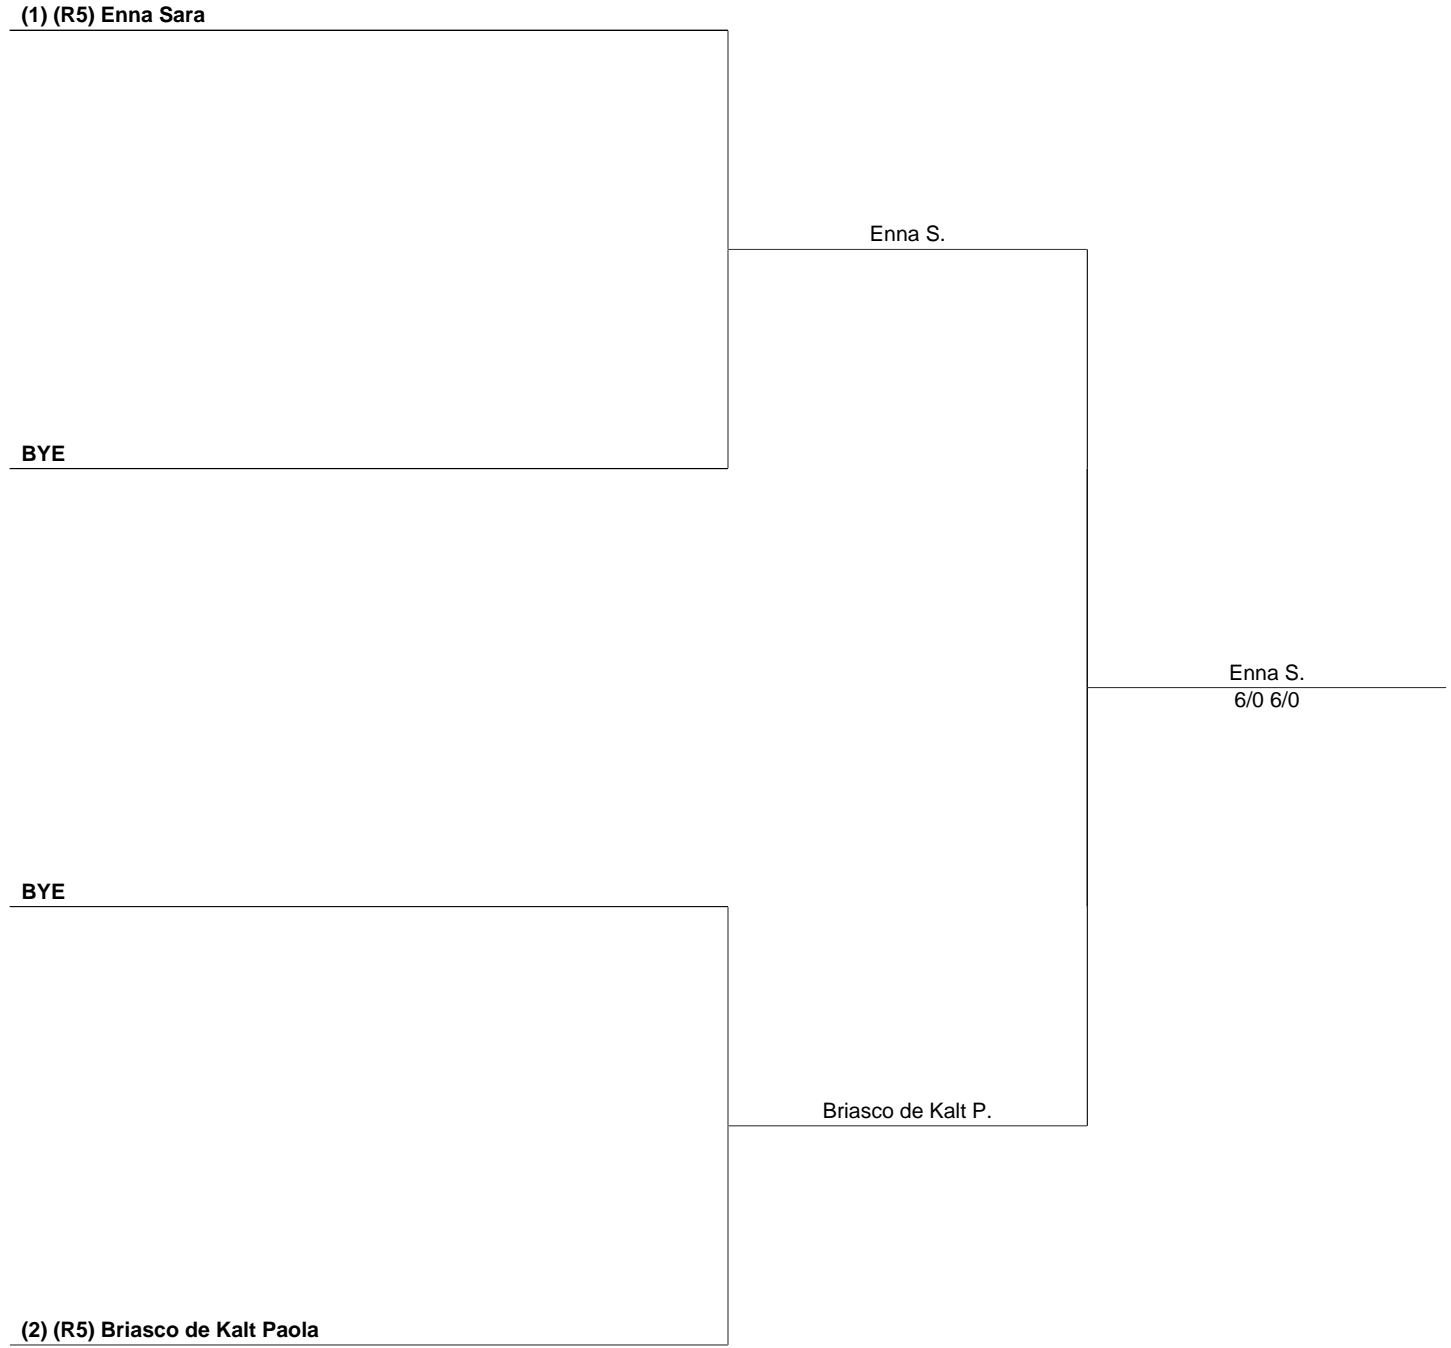 (1) (R5) Enna Sara
Enna S.
BYE
Enna S.
6/0 6/0
BYE
Briasco de Kalt P.
(2) (R5) Briasco de Kalt Paola